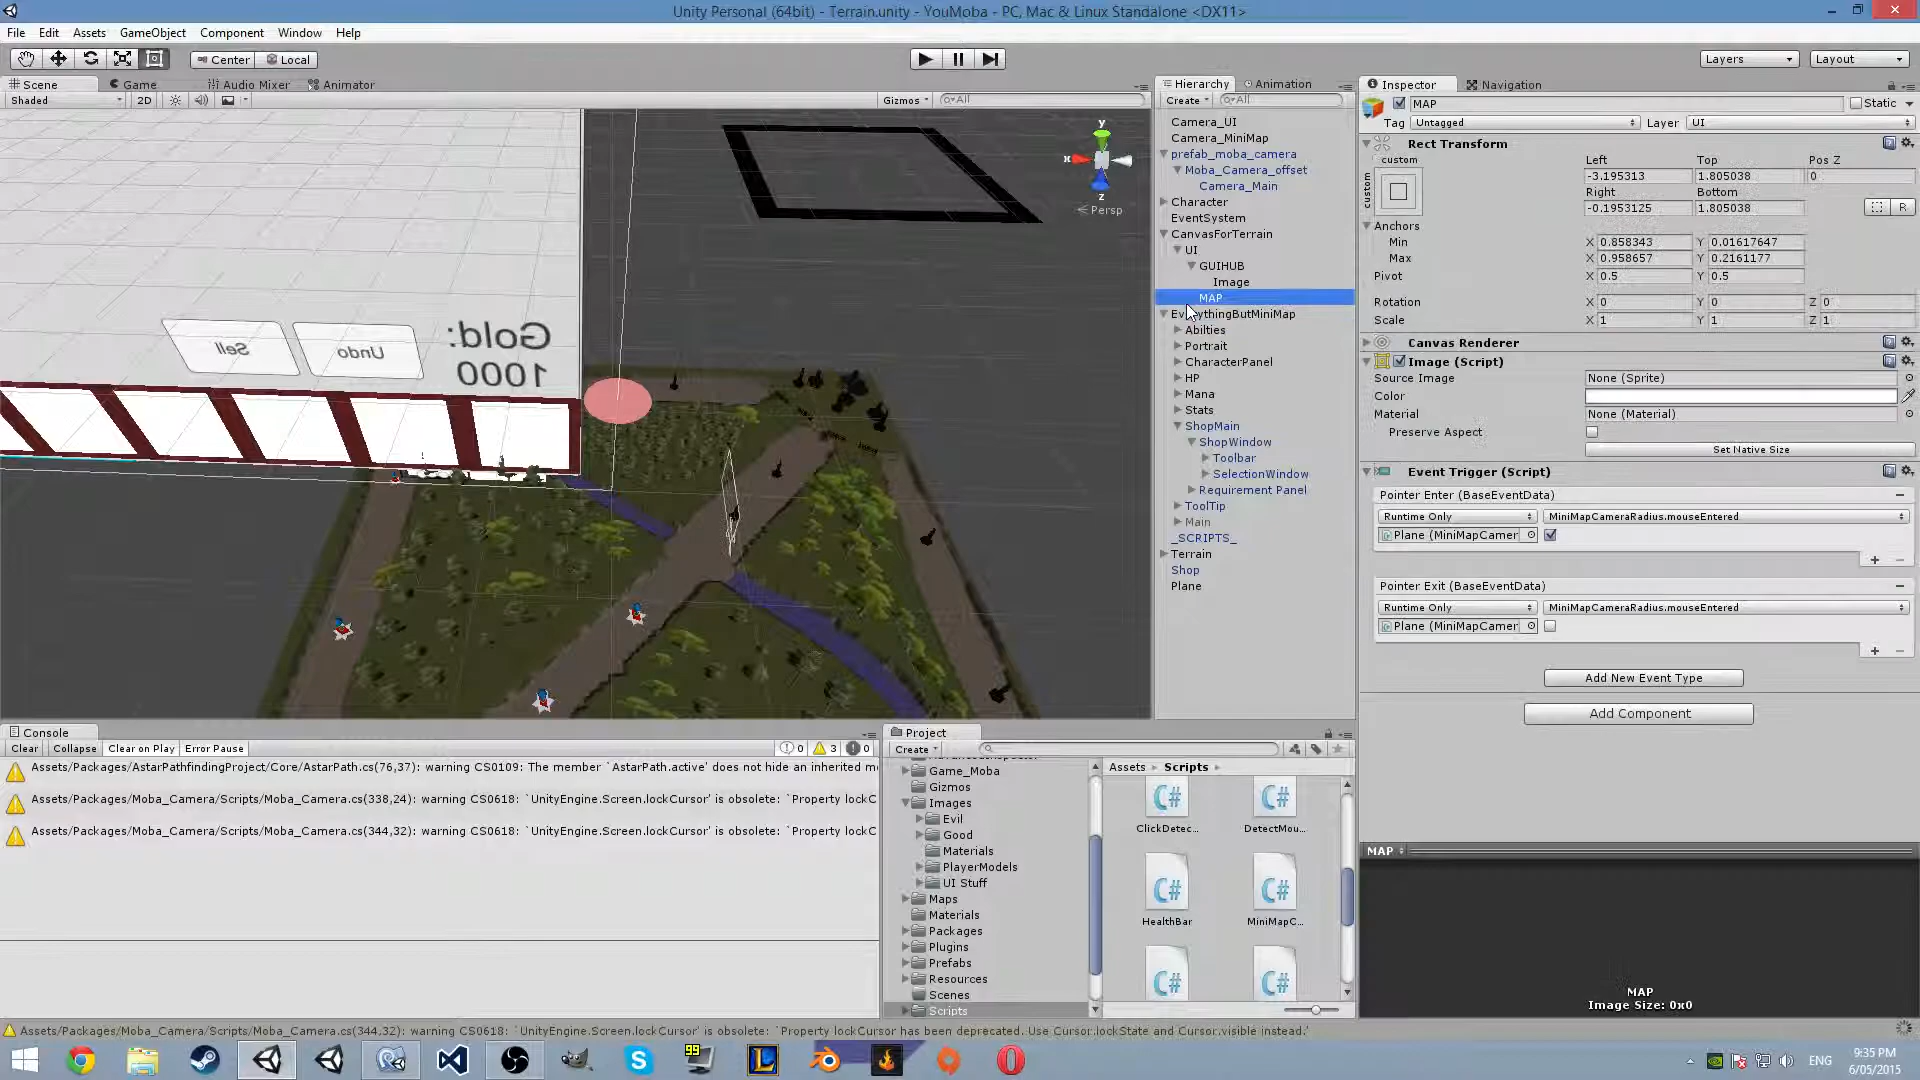 Unity Personal (64bit) - Terrain.unity - YouMoba - PC, Mac & Linux Standalone <DX11>
File Edit Assets GameObject Component Window Help
Center Local
Layers Layout
Scene Game Audio Mixer Animator
Shaded 2D Gizmos All
Hierarchy Animation
Create All
Camera_UI
Camera_MiniMap
prefab_moba_camera
Moba_Camera_offset
Camera_Main
Character
EventSystem
CanvasForTerrain
UI
GUIHUB
Image
MAP
EverythingButMiniMap
Abilties
Portrait
CharacterPanel
HP
Mana
Stats
ShopMain
ShopWindow
Toolbar
SelectionWindow
Requirement Panel
ToolTip
Main
_SCRIPTS_
Terrain
Shop
Plane
y
x
z
Persp
Gold:
1000
Undo
Sell
Inspector Navigation
MAP Static
Tag Untagged Layer UI
Rect Transform
custom Left Top Pos Z
custom -3.195313 1.805038 0
Right Bottom
-0.1953125 1.805038 R
Anchors
Min X 0.858343 Y 0.01617647
Max X 0.958657 Y 0.2161177
Pivot X 0.5 Y 0.5
Rotation X 0 Y 0 Z 0
Scale X 1 Y 1 Z 1
Canvas Renderer
Image (Script)
Source Image None (Sprite)
Color
Material None (Material)
Preserve Aspect
Set Native Size
Event Trigger (Script)
Pointer Enter (BaseEventData)
Runtime Only MiniMapCameraRadius.mouseEntered
Plane (MiniMapCamer
Pointer Exit (BaseEventData)
Runtime Only MiniMapCameraRadius.mouseEntered
Plane (MiniMapCamer
Add New Event Type
Add Component
MAP
MAP
Image Size: 0x0
Console
Clear Collapse Clear on Play Error Pause 0 3 0
Assets/Packages/AstarPathfindingProject/Core/AstarPath.cs(76,37): warning CS0109: The member `AstarPath.active' does not hide an inherited m
Assets/Packages/Moba_Camera/Scripts/Moba_Camera.cs(338,24): warning CS0618: `UnityEngine.Screen.lockCursor' is obsolete: `Property lockC
Assets/Packages/Moba_Camera/Scripts/Moba_Camera.cs(344,32): warning CS0618: `UnityEngine.Screen.lockCursor' is obsolete: `Property lockC
Project
Create
Game_Moba
Gizmos
Images
Evil
Good
Materials
PlayerModels
UI Stuff
Maps
Materials
Packages
Plugins
Prefabs
Resources
Scenes
Scripts
Assets Scripts
C# C#
ClickDetec... DetectMou...
C# C#
HealthBar MiniMapC...
C# C#
Assets/Packages/Moba_Camera/Scripts/Moba_Camera.cs(344,32): warning CS0618: `UnityEngine.Screen.lockCursor' is obsolete: `Property lockCursor has been deprecated. Use Cursor.lockState and Cursor.visible instead.'
99
L
ENG
9:35 PM
6/05/2015